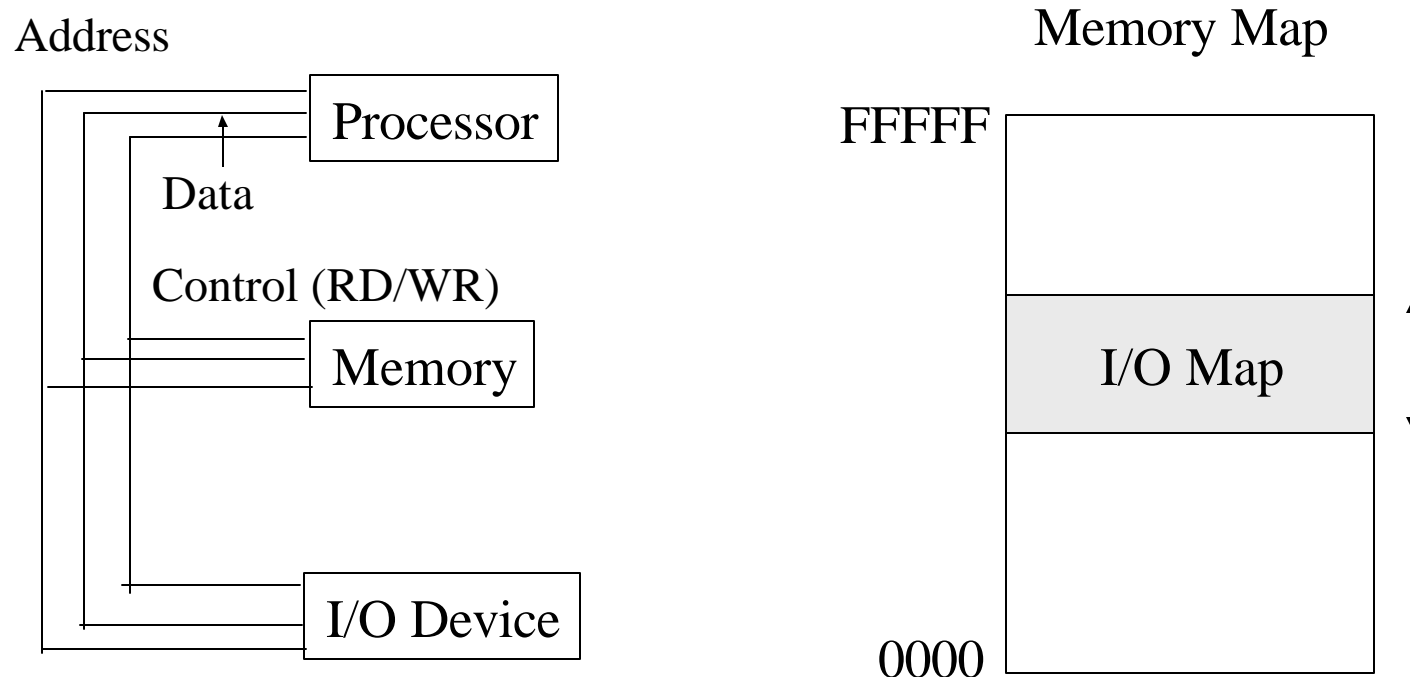 Address
Processor
Data
Control (RD/WR)
Memory
I/O Device
Memory Map
FFFFF
I/O Map
0000